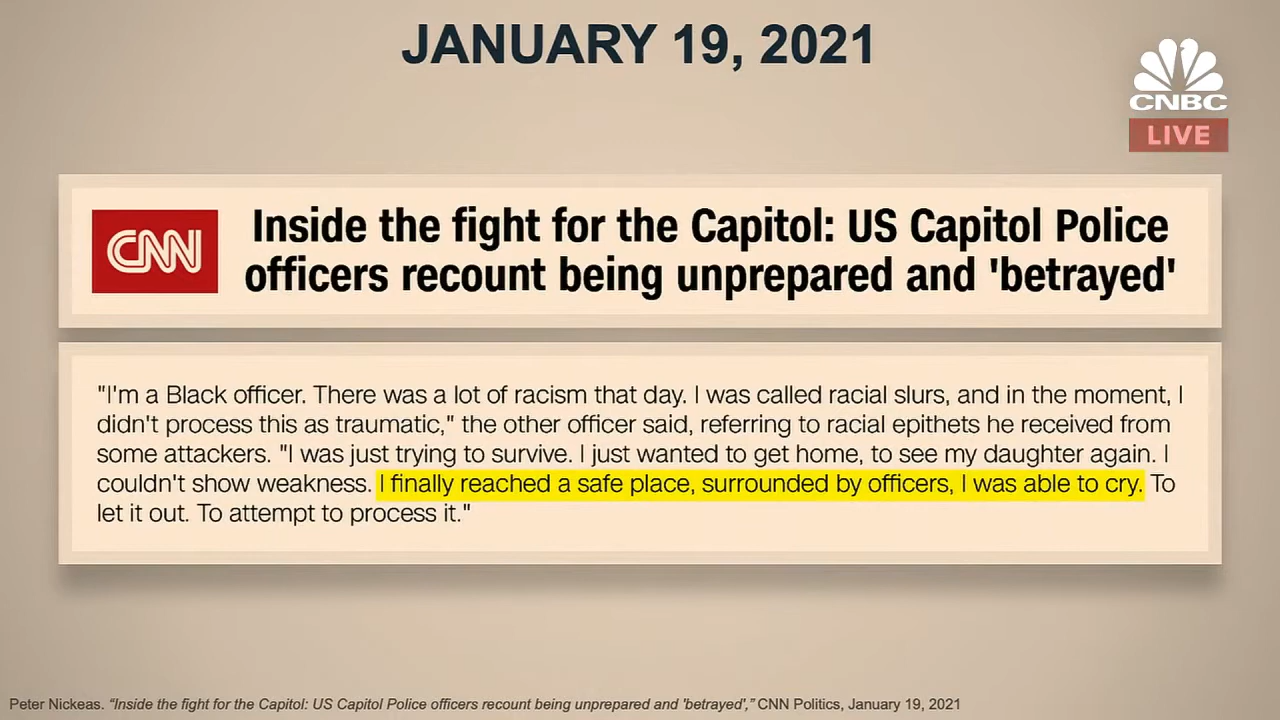 JANUARY 19, 2021
CNBC
LIVE
CNN
Inside the fight for the Capitol: US Capitol Police
officers recount being unprepared and 'betrayed'
"I'm a Black officer. There was a lot of racism that day. I was called racial slurs, and in the moment, I
didn't process this as traumatic," the other officer said, referring to racial epithets he received from
some attackers. "I was just trying to survive. I just wanted to get home, to see my daughter again. I
couldn't show weakness. I finally reached a safe place, surrounded by officers, I was able to cry. To
let it out. To attempt to process it."
Peter Nickeas. “Inside the fight for the Capitol: US Capitol Police officers recount being unprepared and 'betrayed',” CNN Politics, January 19, 2021